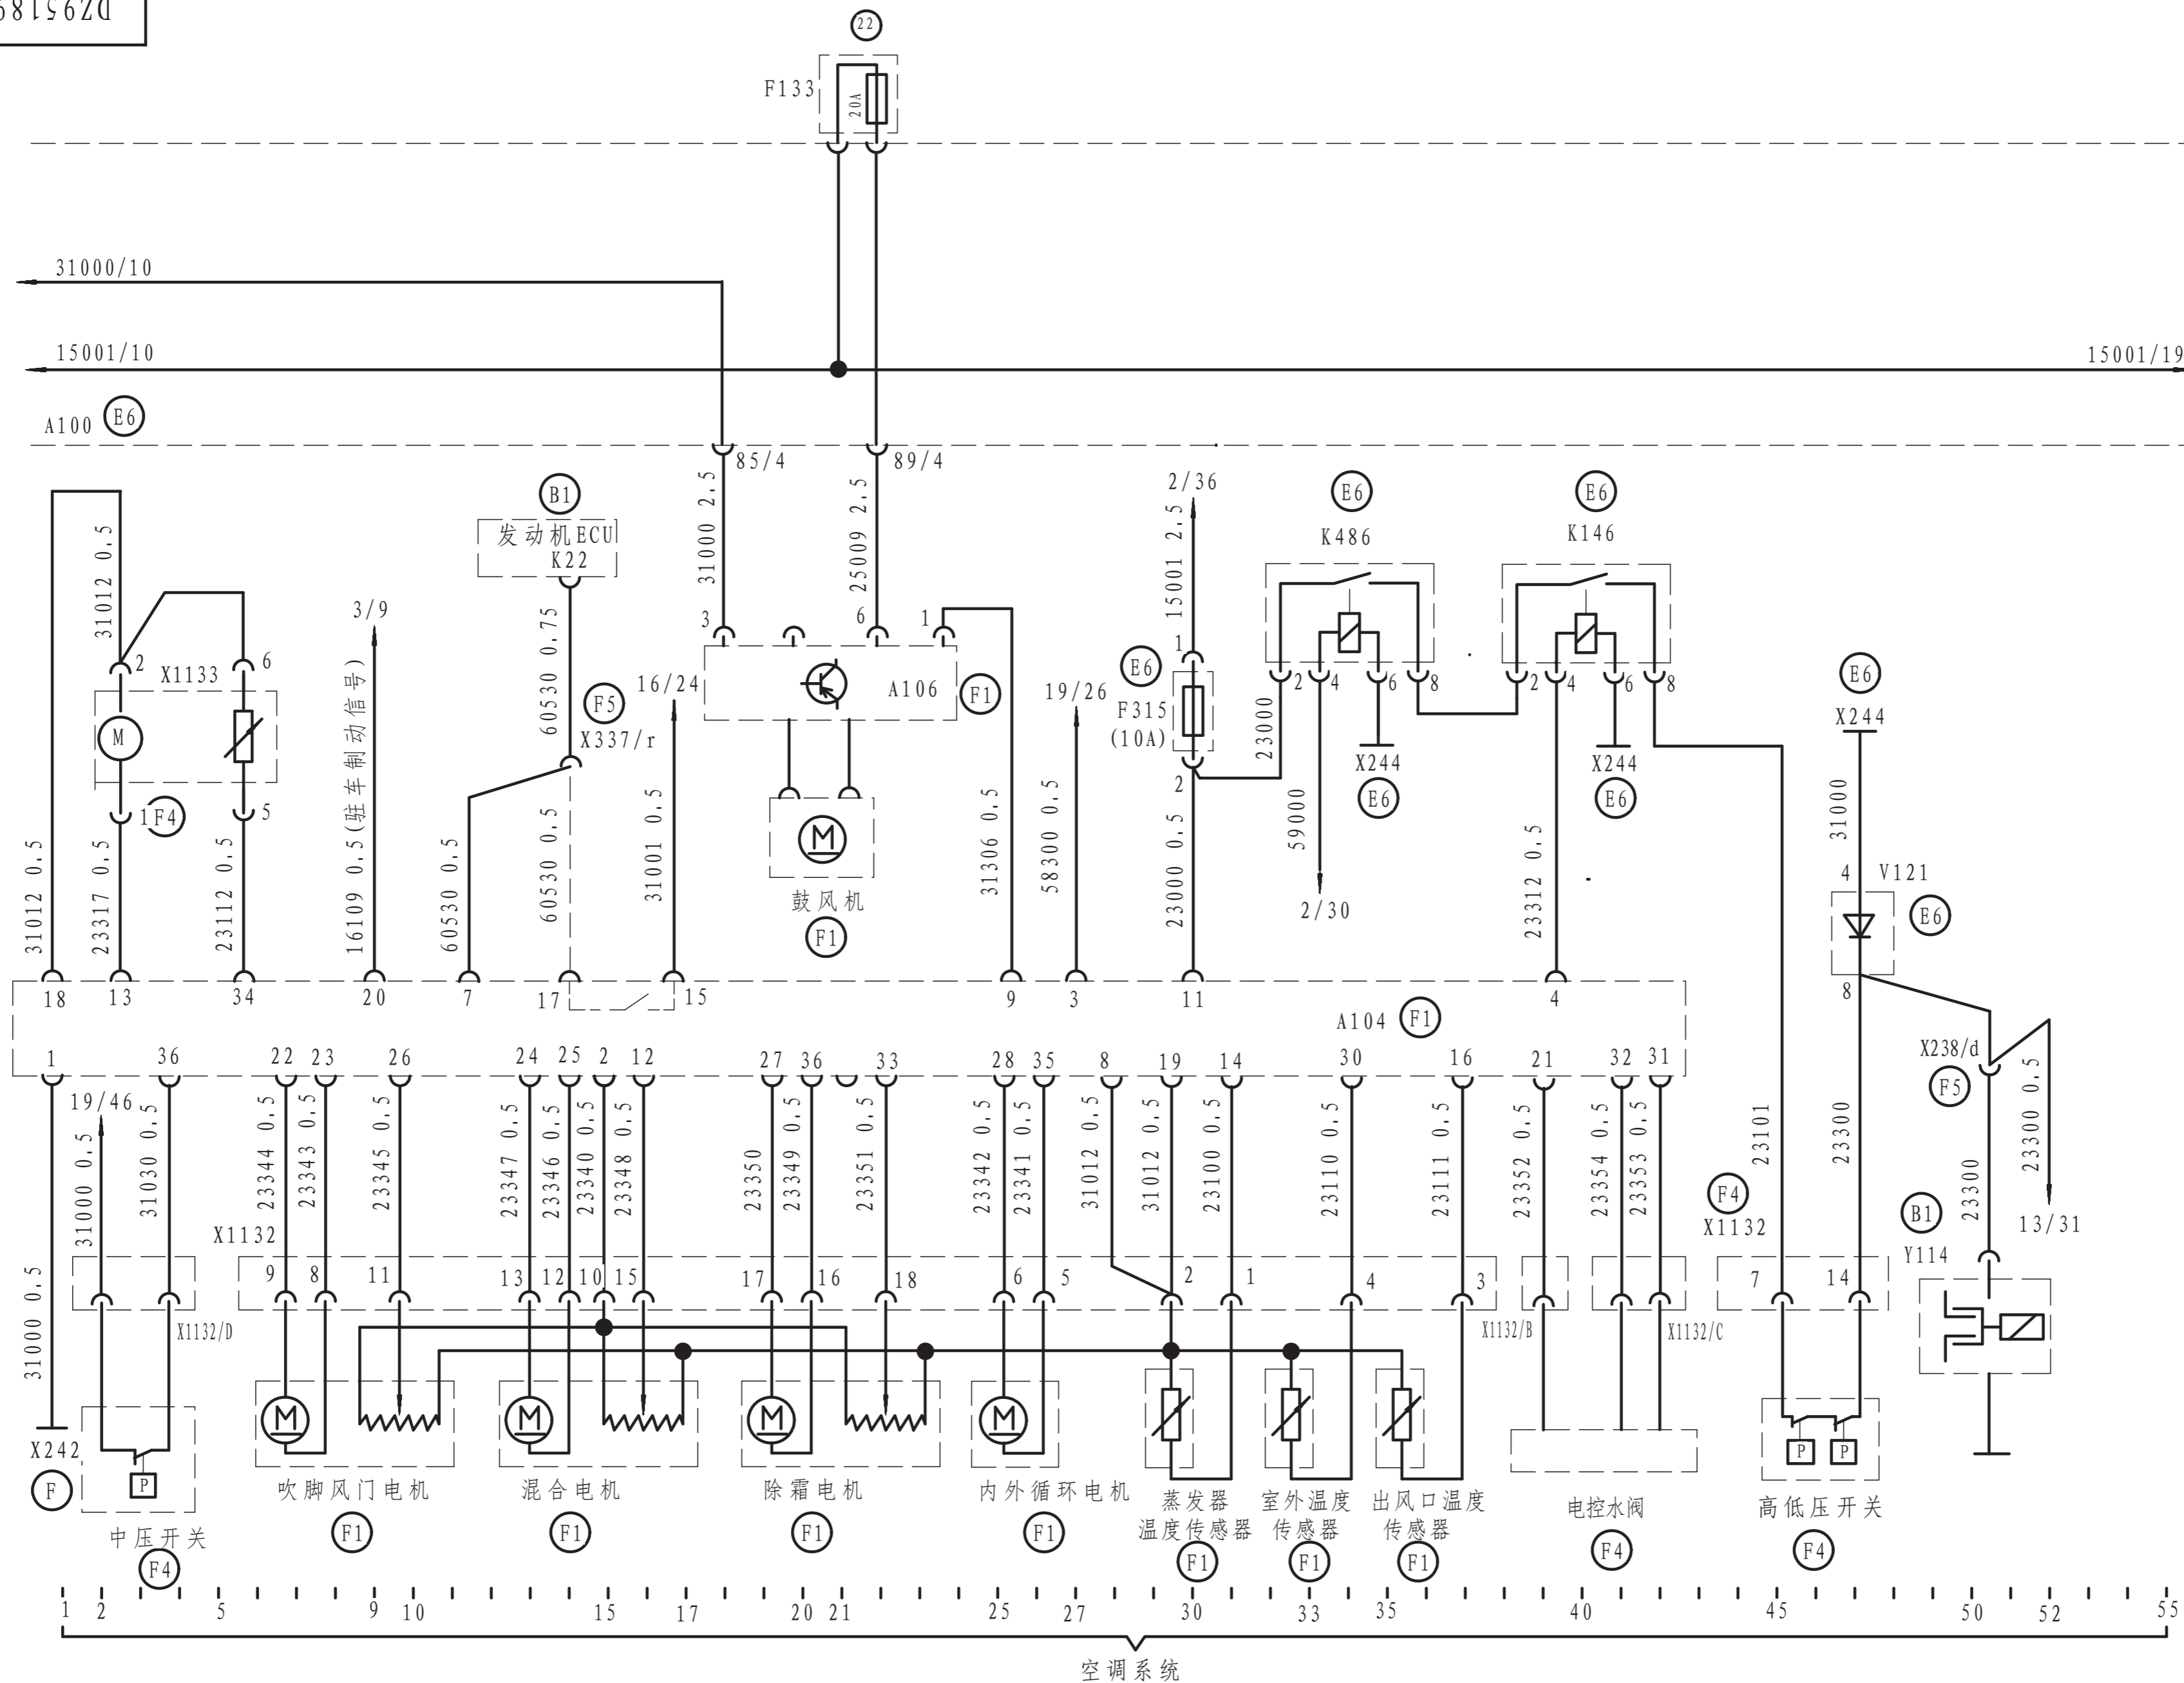 DZ95189
22
F133
20A
31000/10
15001/10
15001/19
A100 E6
85/4
89/4
31000 2.5
25009 2.5
B1
发动机ECU
K22
60530 0.75
F5
X337/r
60530 0.5
60530 0.5
31012 0.5
31012 0.5
2
X1133
6
M
1 F4
5
23317 0.5
23112 0.5
3/9
16109 0.5(驻车制动信号)
16/24
31001 0.5
3
6
1
A106
F1
M
鼓风机
F1
31306 0.5
19/26
58300 0.5
2/36
15001 2.5
1
E6
F315
(10A)
2
23000 0.5
23000
E6
K486
2
4
6
8
X244
E6
59000
2/30
E6
K146
2
4
6
8
X244
E6
23312 0.5
E6
X244
31000
4
V121
E6
8
18
13
34
20
7
17
15
9
3
11
4
A104 F1
1
36
22
23
26
24
25
2
12
27
36
33
28
35
8
19
14
30
16
21
32
31
X238/d
F5
23300 0.5
13/31
23300
B1
Y114
19/46
31000 0.5
31030 0.5
23344 0.5
23343 0.5
23345 0.5
23347 0.5
23346 0.5
23340 0.5
23348 0.5
23350
23349 0.5
23351 0.5
23342 0.5
23341 0.5
31012 0.5
31012 0.5
23100 0.5
23110 0.5
23111 0.5
23352 0.5
23354 0.5
23353 0.5
23101
23300
F4
X1132
X1132
31000 0.5
9
8
11
13
12
10
15
17
16
18
6
5
2
1
4
3
7
14
X1132/D
X1132/B
X1132/C
X242
F
P
M
M
M
M
P
P
中压开关
F4
吹脚风门电机
F1
混合电机
F1
除霜电机
F1
内外循环电机
F1
蒸发器
温度传感器
F1
室外温度
传感器
F1
出风口温度
传感器
F1
电控水阀
F4
高低压开关
F4
1 2 5 9 10 15 17 20 21 25 27 30 33 35 40 45 50 52 55
空调系统